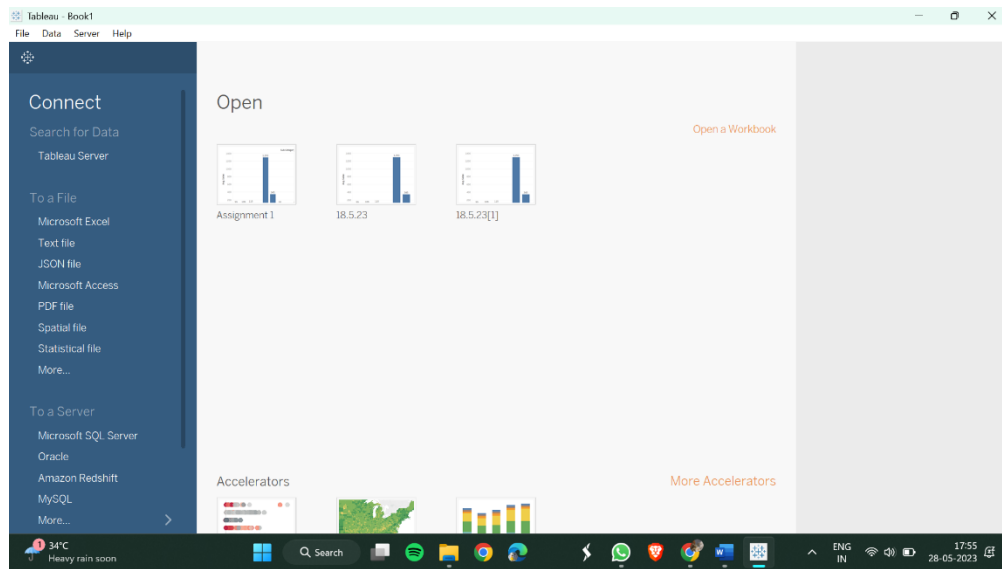 Tableau - Book1
File Data Server Help
Connect
Search for Data
Tableau Server
To a File
Microsoft Excel
Text file
JSON file
Microsoft Access
PDF file
Spatial file
Statistical file
More...
To a Server
Microsoft SQL Server
Oracle
Amazon Redshift
MySQL
More...
Open
Open a Workbook
Assignment 1
18.5.23
18.5.23[1]
Accelerators
More Accelerators
1
34°C
Heavy rain soon
Search
ENG
IN
17:55
28-05-2023